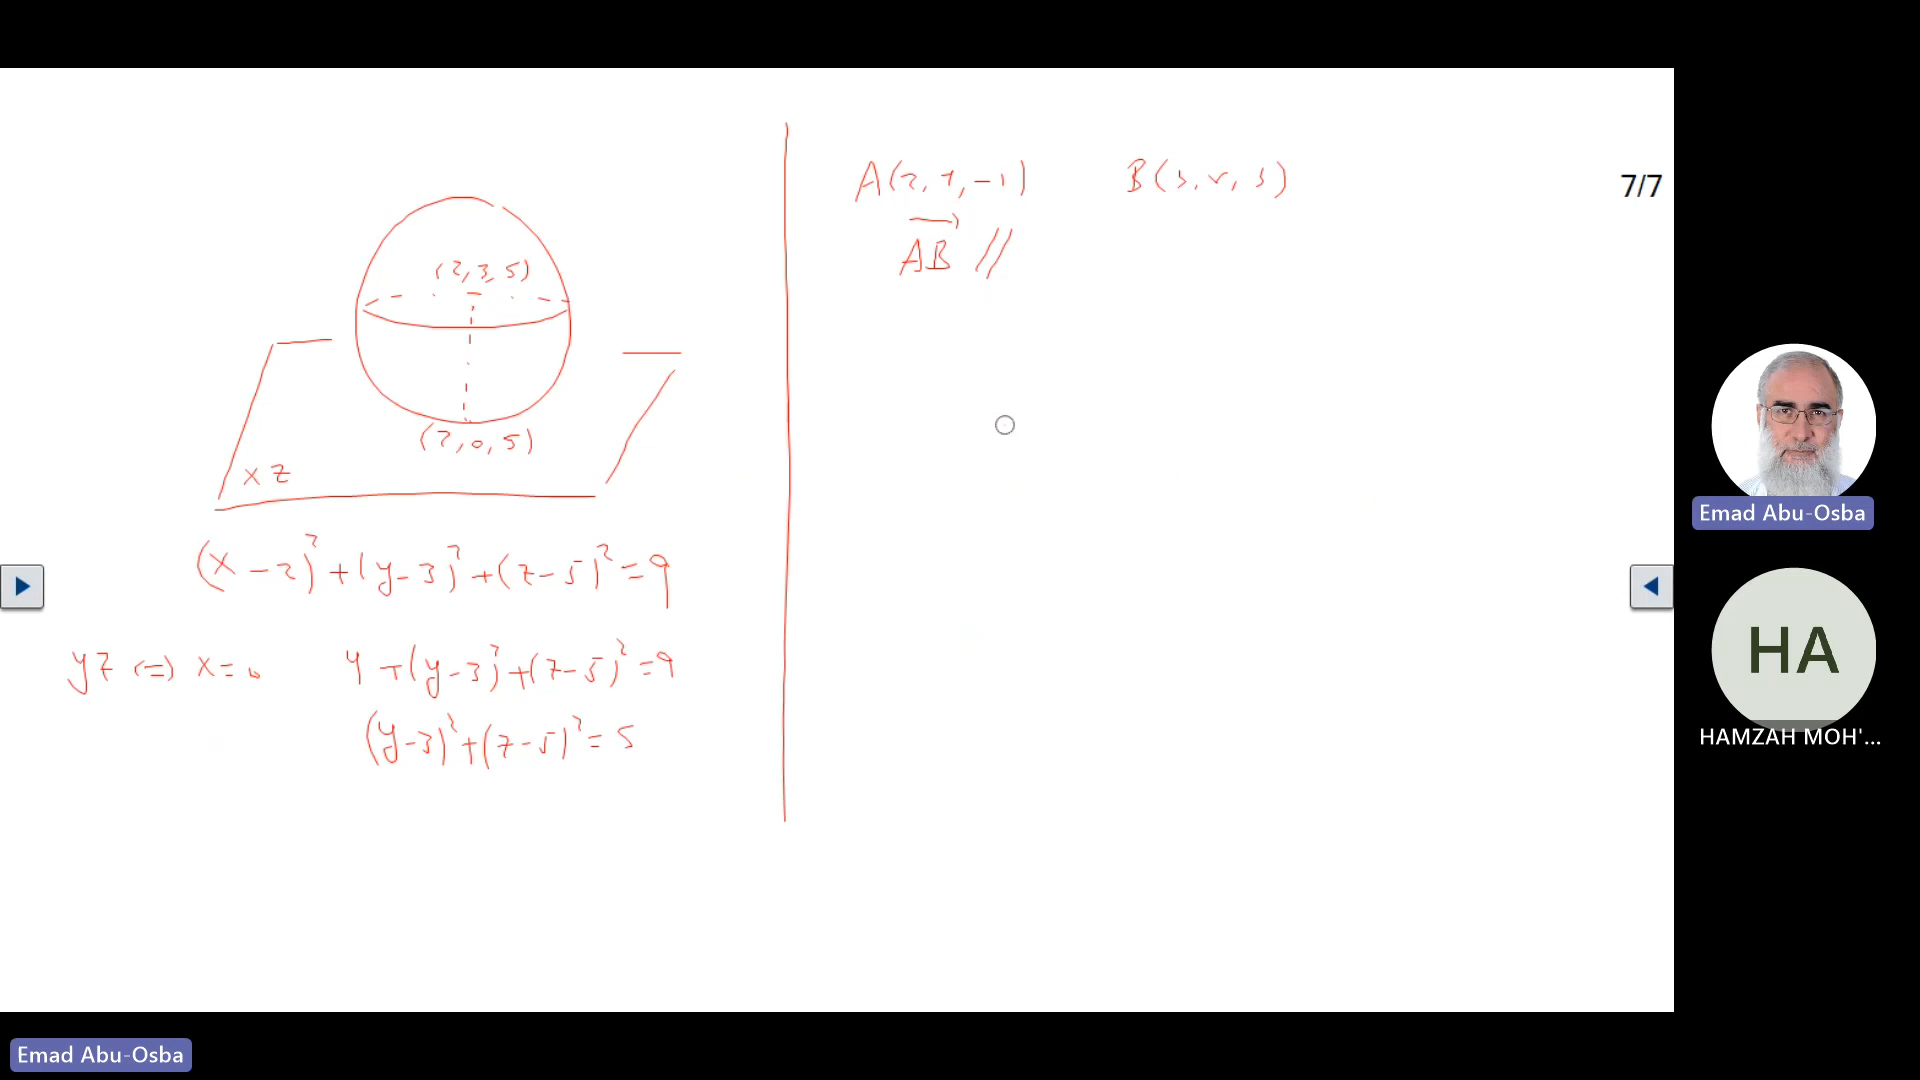 (2, 3, 5)
(2, 0, 5)
x z
(x - 2)² + (y - 3)² + (z - 5)² = 9
yz <=> x = 0    4 + (y - 3)² + (z - 5)² = 9
(y - 3)² + (z - 5)² = 5
A(2, 1, -1)    B(3, r, 3)
AB //
7/7
Emad Abu-Osba
HA
HAMZAH MOH'...
Emad Abu-Osba